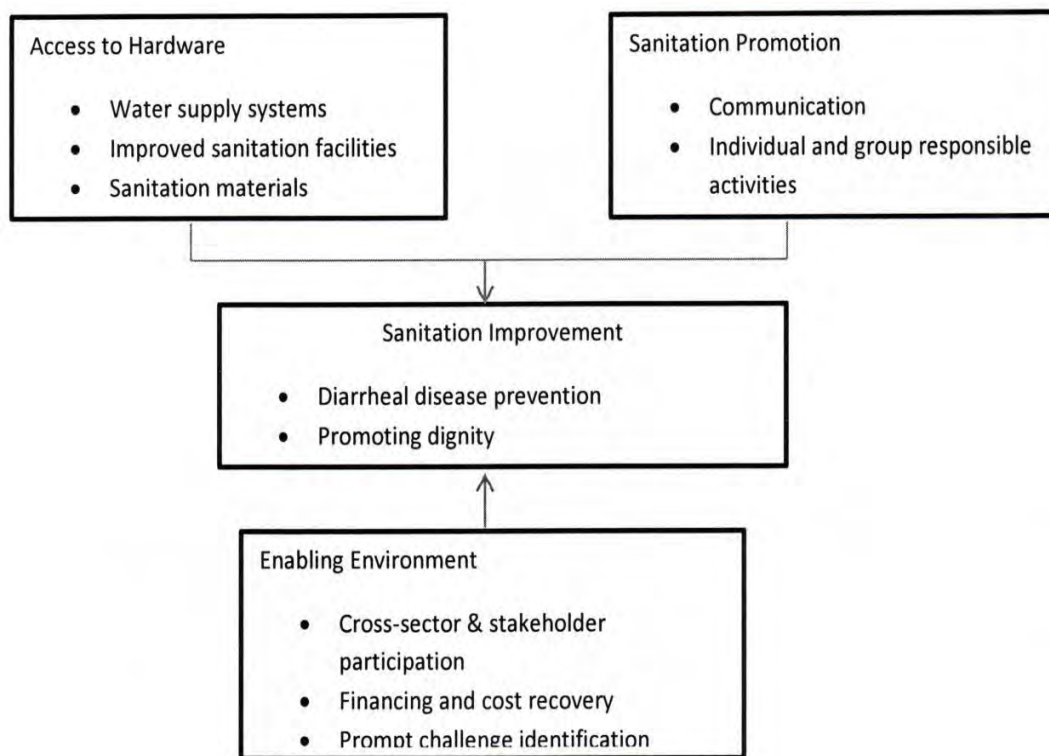 Access to Hardware
• Water supply systems
• Improved sanitation facilities
• Sanitation materials
Sanitation Promotion
• Communication
• Individual and group responsible
activities
Sanitation Improvement
• Diarrheal disease prevention
• Promoting dignity
Enabling Environment
• Cross-sector & stakeholder
participation
• Financing and cost recovery
• Prompt challenge identification